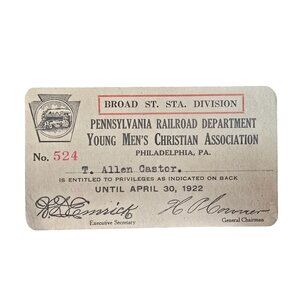 BROAD ST. STA. DIVISION
PENNSYLVANIA RAILROAD DEPARTMENT
YOUNG MEN'S CHRISTIAN ASSOCIATION
PHILADELPHIA, PA.
No. 524
T. Allen Castor.
IS ENTITLED TO PRIVILEGES AS INDICATED ON BACK
UNTIL APRIL 30, 1922
Executive Secretary
General Chairman